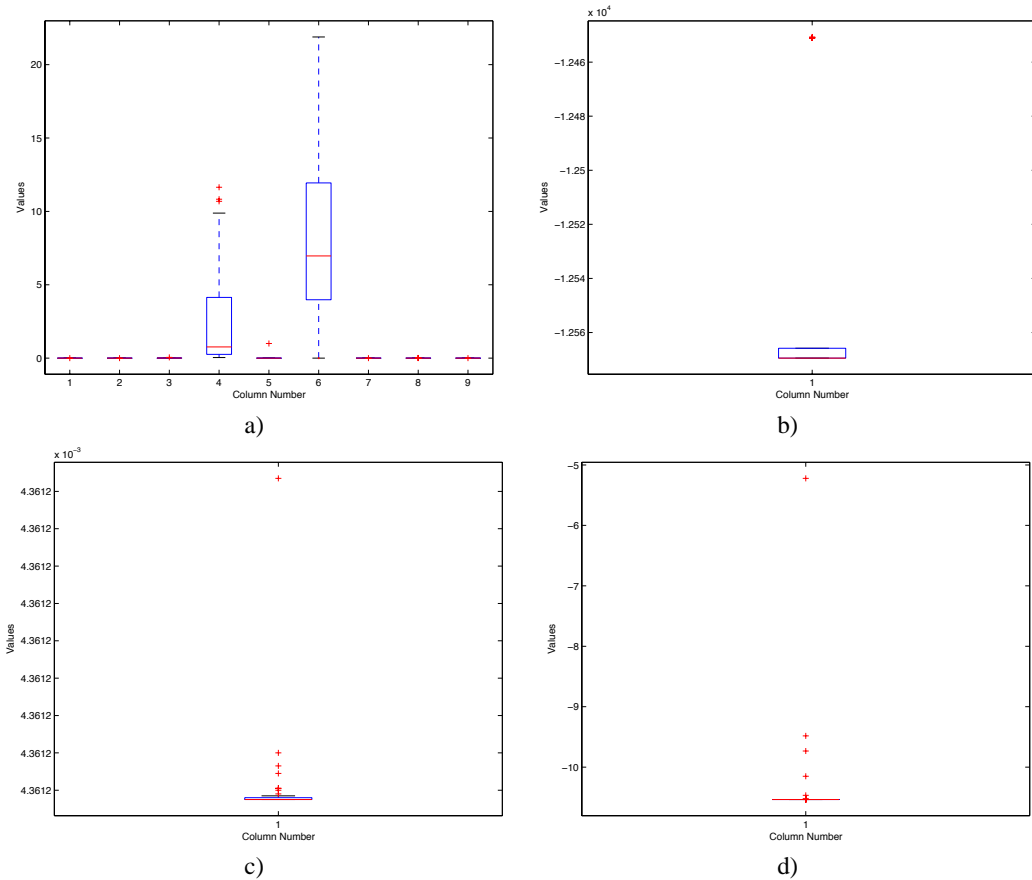 20
15
10
5
0
Values
1 2 3 4 5 6 7 8 9
Column Number
a)
x 10^4
−1.246
−1.248
−1.25
−1.252
−1.254
−1.256
Values
1
Column Number
b)
x 10^−3
4.3612
4.3612
4.3612
4.3612
4.3612
4.3612
4.3612
4.3612
4.3612
Values
1
Column Number
c)
−5
−6
−7
−8
−9
−10
Values
1
Column Number
d)